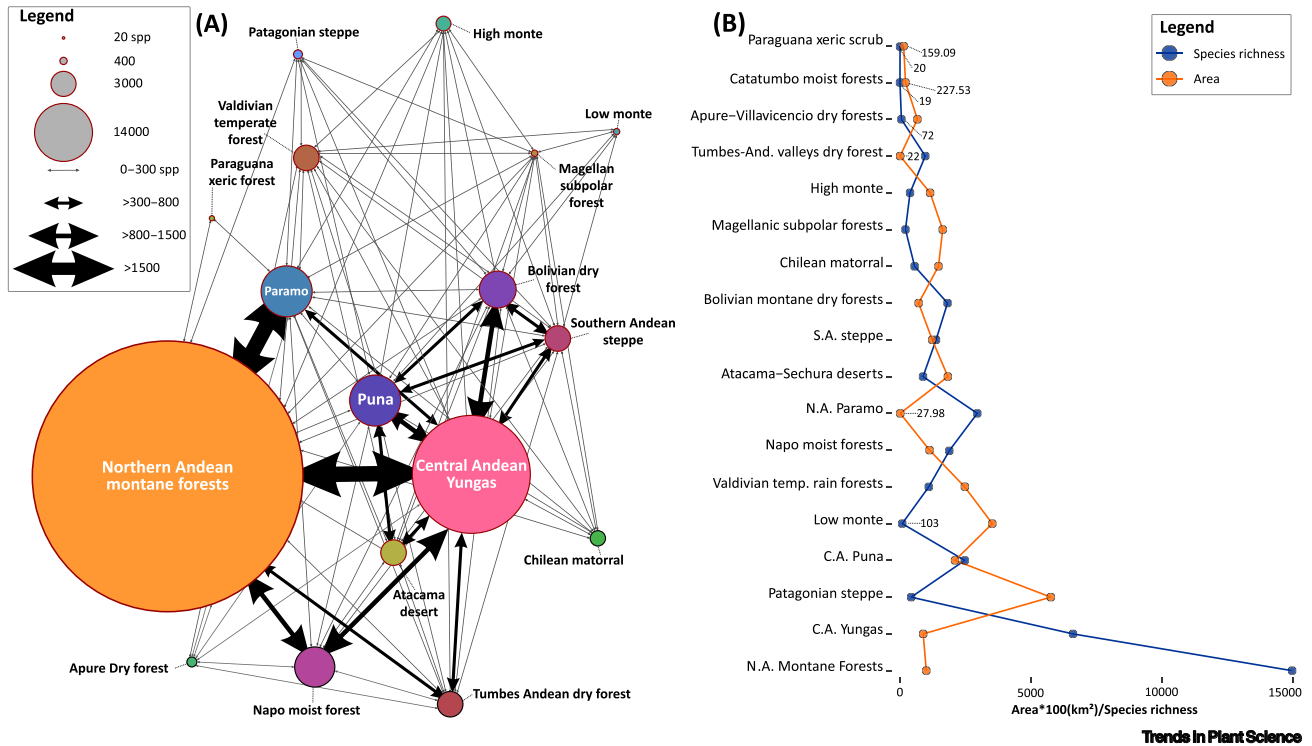 Legend
20 spp
400
3000
14000
0–300 spp
>300–800
>800–1500
>1500
(A)
Patagonian steppe
High monte
Valdivian
temperate
forest
Low monte
Paraguana
xeric forest
Magellan
subpolar
forest
Paramo
Bolivian dry
forest
Southern Andean
steppe
Puna
Northern Andean
montane forests
Central Andean
Yungas
Chilean matorral
Atacama
desert
Apure Dry forest
Napo moist forest
Tumbes Andean dry forest
(B)
Legend
Species richness
Area
Paraguana xeric scrub
159.09
20
Catatumbo moist forests
227.53
19
Apure–Villavicencio dry forests
72
Tumbes-And. valleys dry forest
22
High monte
Magellanic subpolar forests
Chilean matorral
Bolivian montane dry forests
S.A. steppe
Atacama–Sechura deserts
N.A. Paramo
27.98
Napo moist forests
Valdivian temp. rain forests
Low monte
103
C.A. Puna
Patagonian steppe
C.A. Yungas
N.A. Montane Forests
0
5000
10000
15000
Area*100(km²)/Species richness
Trends in Plant Science